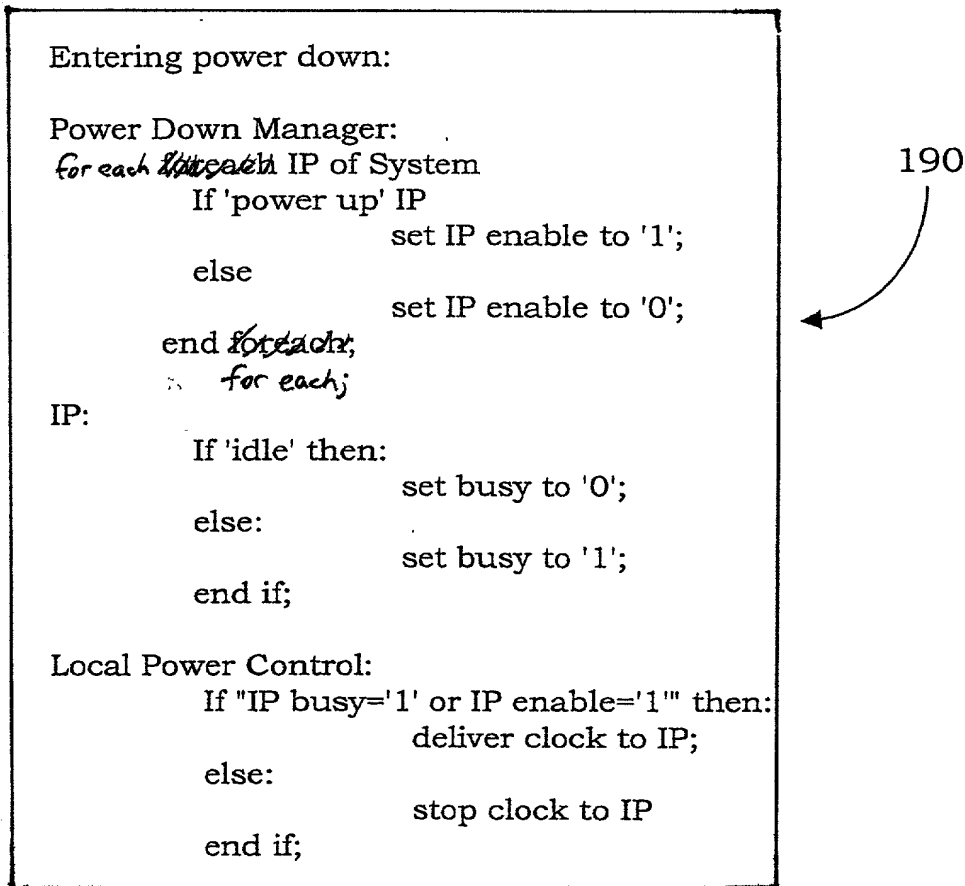 Entering power down:
Power Down Manager:
for each foreach IP of System
If 'power up' IP
set IP enable to '1';
else
set IP enable to '0';
end foreach;
for each;
IP:
If 'idle' then:
set busy to '0';
else:
set busy to '1';
end if;
Local Power Control:
If "IP busy='1' or IP enable='1'" then:
deliver clock to IP;
else:
stop clock to IP
end if;
190